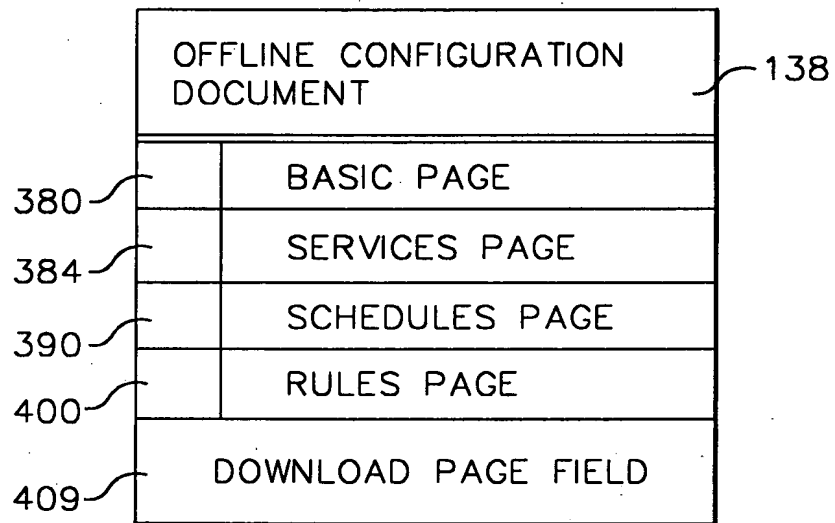 OFFLINE CONFIGURATION
DOCUMENT
138
380 BASIC PAGE
384 SERVICES PAGE
390 SCHEDULES PAGE
400 RULES PAGE
409 DOWNLOAD PAGE FIELD